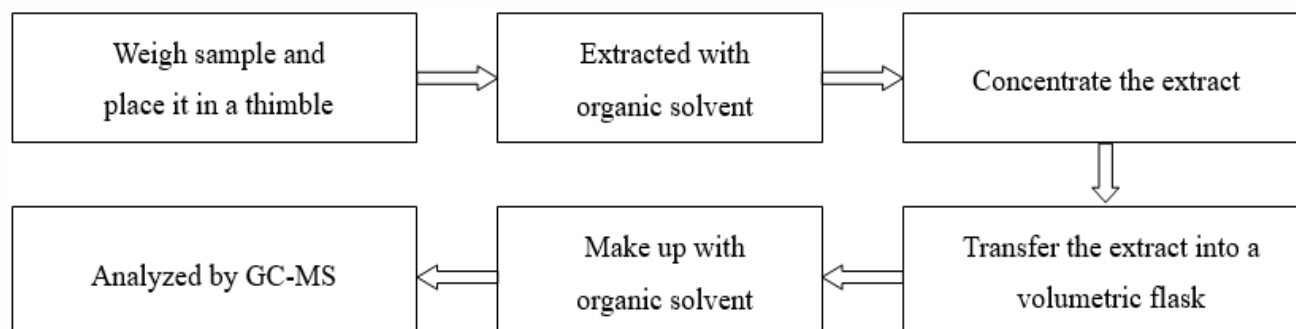 Weigh sample and
place it in a thimble
Extracted with
organic solvent
Concentrate the extract
Transfer the extract into a
volumetric flask
Make up with
organic solvent
Analyzed by GC-MS